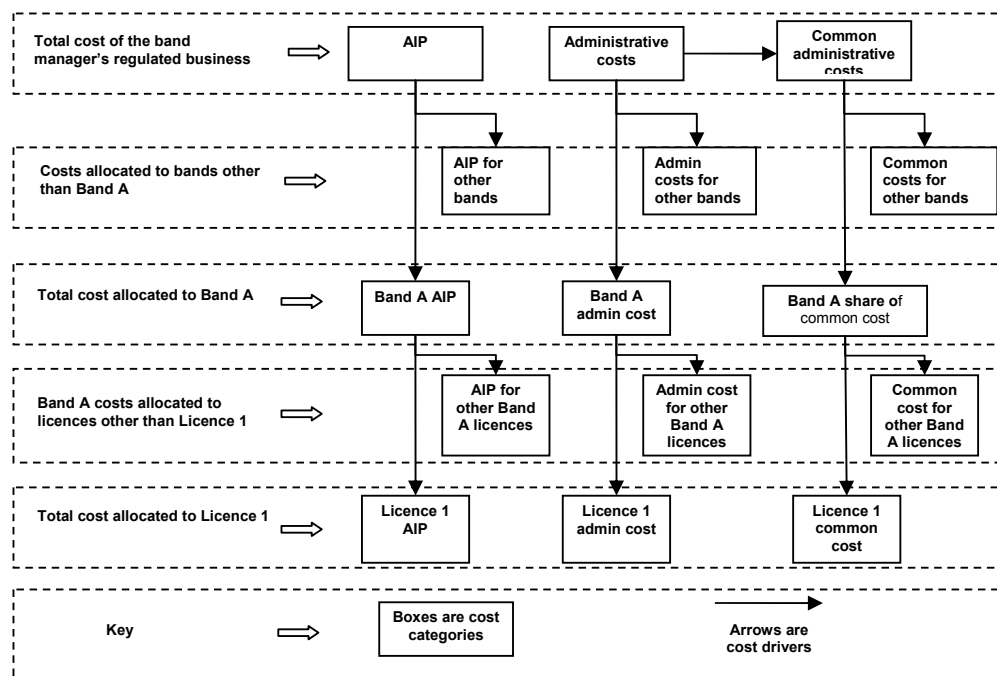 Total cost of the band
manager's regulated business
AIP
Administrative
costs
Common
administrative
costs
Costs allocated to bands other
than Band A
AIP for
other
bands
Admin
costs for
other bands
Common
costs for
other bands
Total cost allocated to Band A
Band A AIP
Band A
admin cost
Band A share of
common cost
Band A costs allocated to
licences other than Licence 1
AIP for
other Band
A licences
Admin cost
for other
Band A
licences
Common
cost for
other Band
A licences
Total cost allocated to Licence 1
Licence 1
AIP
Licence 1
admin cost
Licence 1
common
cost
Key
Boxes are cost
categories
Arrows are
cost drivers